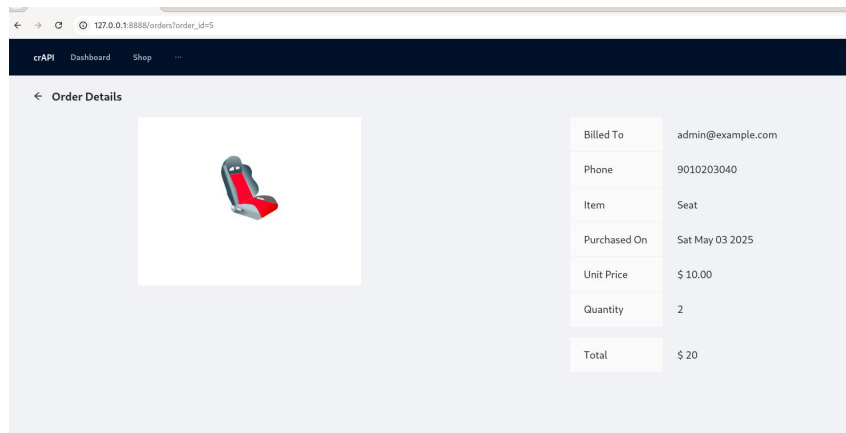 127.0.0.1:8888/orders?order_id=5
crAPI Dashboard Shop ···
Order Details
Billed To admin@example.com
Phone 9010203040
Item Seat
Purchased On Sat May 03 2025
Unit Price $ 10.00
Quantity 2
Total $ 20